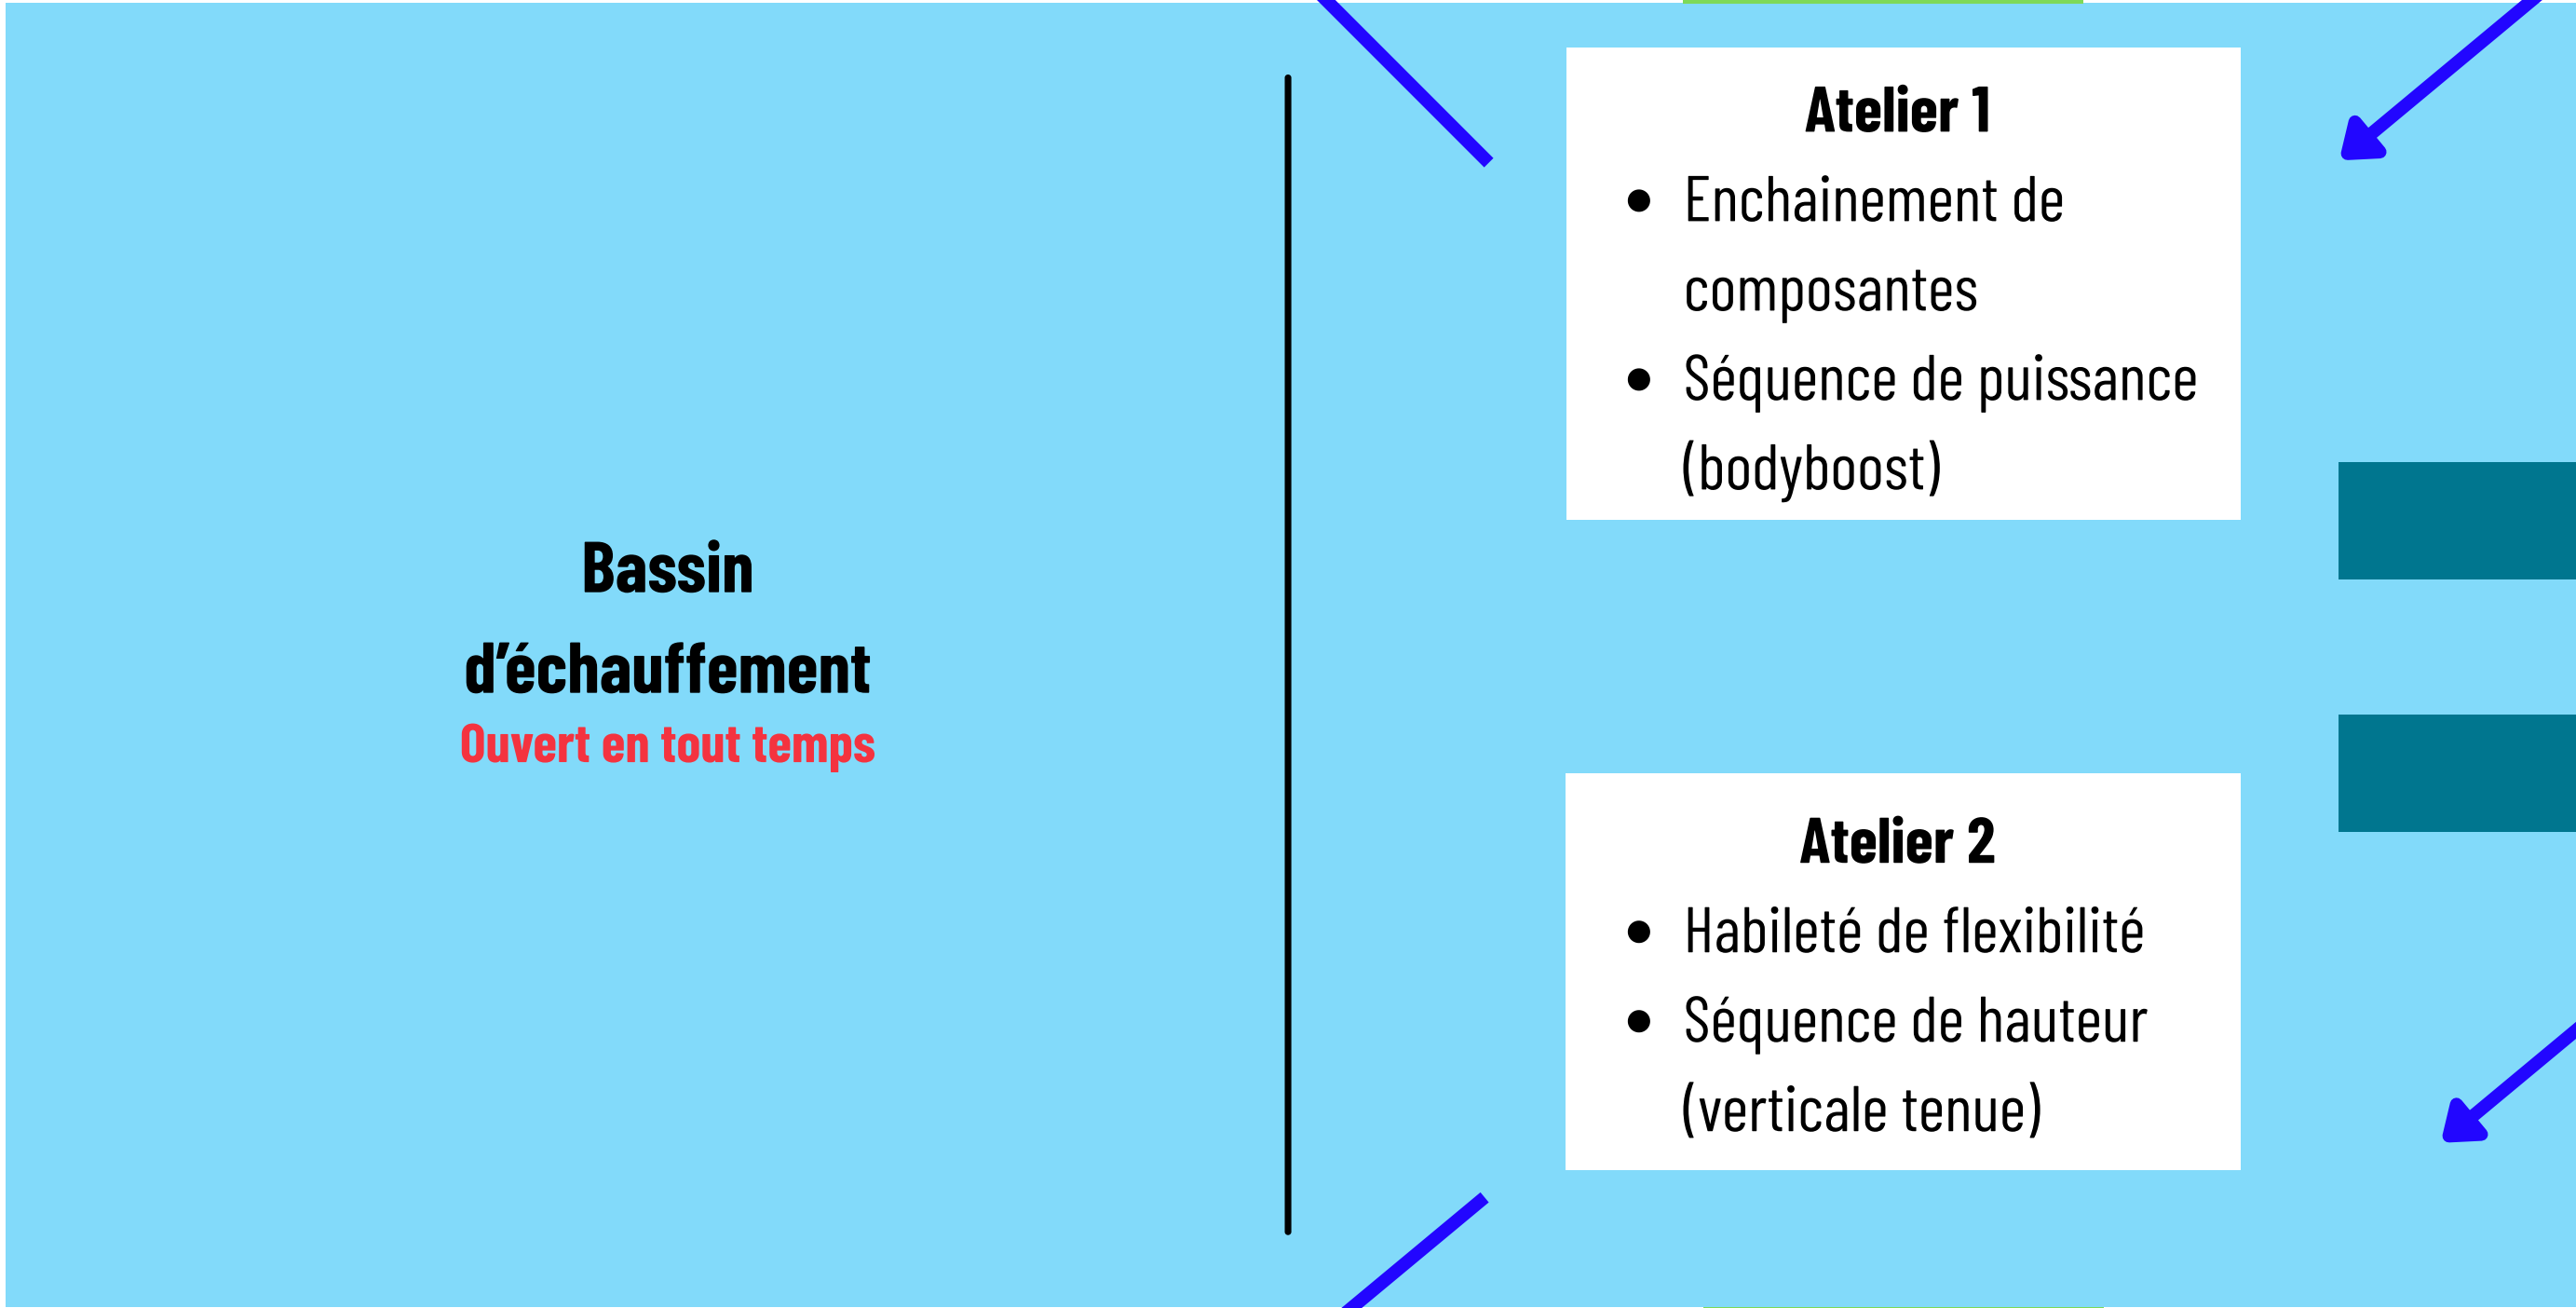 Bassin
d’échauffement
Ouvert en tout temps
Atelier 1
• Enchainement de
composantes
• Séquence de puissance
(bodyboost)
Atelier 2
• Habileté de flexibilité
• Séquence de hauteur
(verticale tenue)